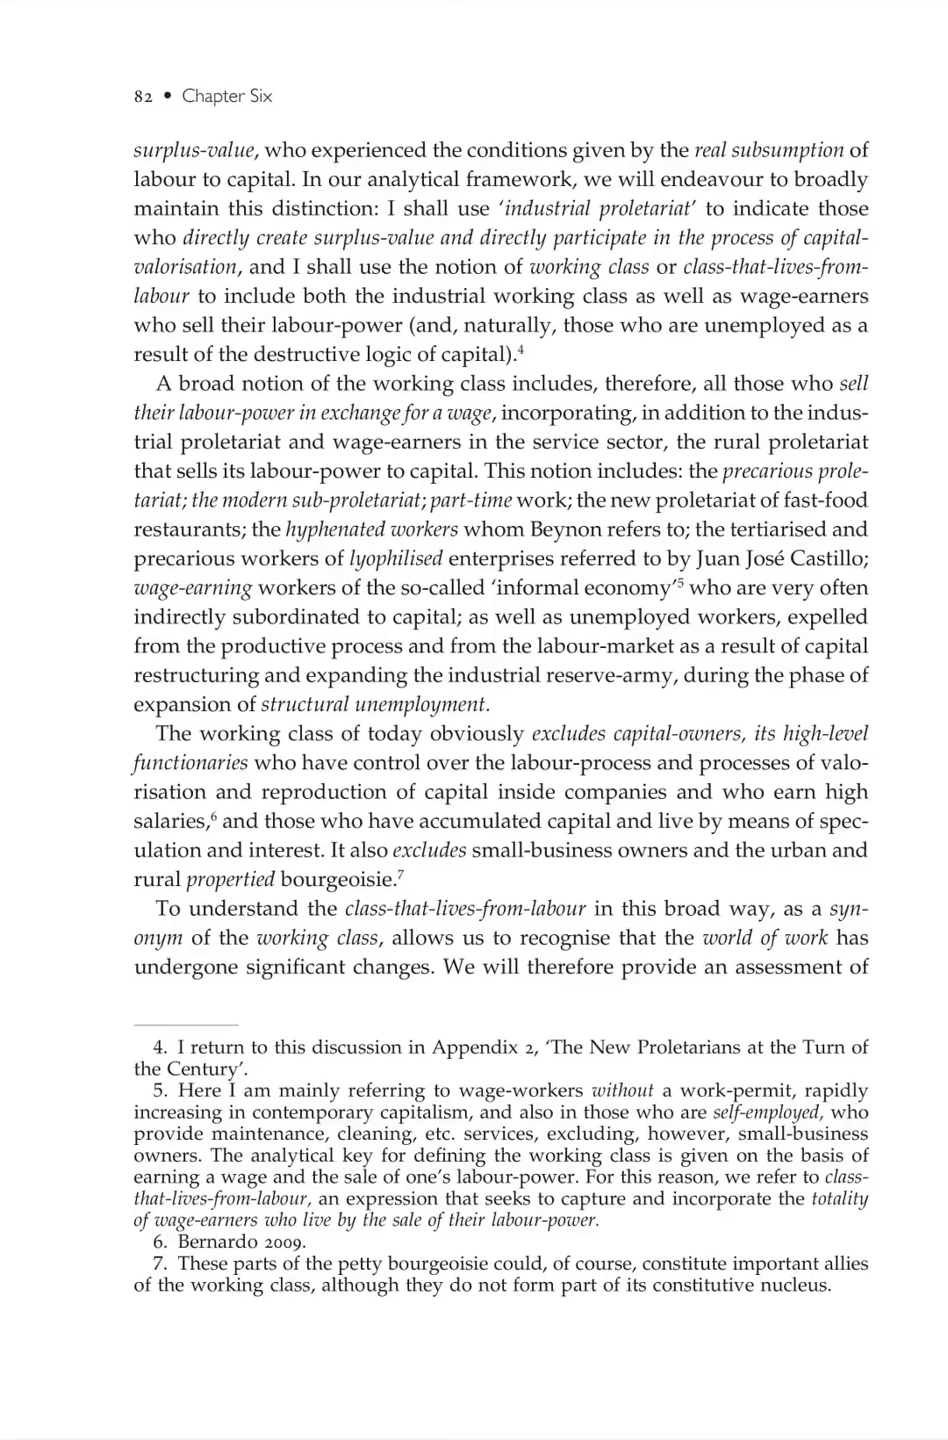 82 • Chapter Six
surplus-value, who experienced the conditions given by the real subsumption of
labour to capital. In our analytical framework, we will endeavour to broadly
maintain this distinction: I shall use ‘industrial proletariat’ to indicate those
who directly create surplus-value and directly participate in the process of capital-
valorisation, and I shall use the notion of working class or class-that-lives-from-
labour to include both the industrial working class as well as wage-earners
who sell their labour-power (and, naturally, those who are unemployed as a
result of the destructive logic of capital).⁴
A broad notion of the working class includes, therefore, all those who sell
their labour-power in exchange for a wage, incorporating, in addition to the indus-
trial proletariat and wage-earners in the service sector, the rural proletariat
that sells its labour-power to capital. This notion includes: the precarious prole-
tariat; the modern sub-proletariat; part-time work; the new proletariat of fast-food
restaurants; the hyphenated workers whom Beynon refers to; the tertiarised and
precarious workers of lyophilised enterprises referred to by Juan José Castillo;
wage-earning workers of the so-called ‘informal economy’⁵ who are very often
indirectly subordinated to capital; as well as unemployed workers, expelled
from the productive process and from the labour-market as a result of capital
restructuring and expanding the industrial reserve-army, during the phase of
expansion of structural unemployment.
The working class of today obviously excludes capital-owners, its high-level
functionaries who have control over the labour-process and processes of valo-
risation and reproduction of capital inside companies and who earn high
salaries,⁶ and those who have accumulated capital and live by means of spec-
ulation and interest. It also excludes small-business owners and the urban and
rural propertied bourgeoisie.⁷
To understand the class-that-lives-from-labour in this broad way, as a syn-
onym of the working class, allows us to recognise that the world of work has
undergone significant changes. We will therefore provide an assessment of
4. I return to this discussion in Appendix 2, ‘The New Proletarians at the Turn of
the Century’.
5. Here I am mainly referring to wage-workers without a work-permit, rapidly
increasing in contemporary capitalism, and also in those who are self-employed, who
provide maintenance, cleaning, etc. services, excluding, however, small-business
owners. The analytical key for defining the working class is given on the basis of
earning a wage and the sale of one’s labour-power. For this reason, we refer to class-
that-lives-from-labour, an expression that seeks to capture and incorporate the totality
of wage-earners who live by the sale of their labour-power.
6. Bernardo 2009.
7. These parts of the petty bourgeoisie could, of course, constitute important allies
of the working class, although they do not form part of its constitutive nucleus.